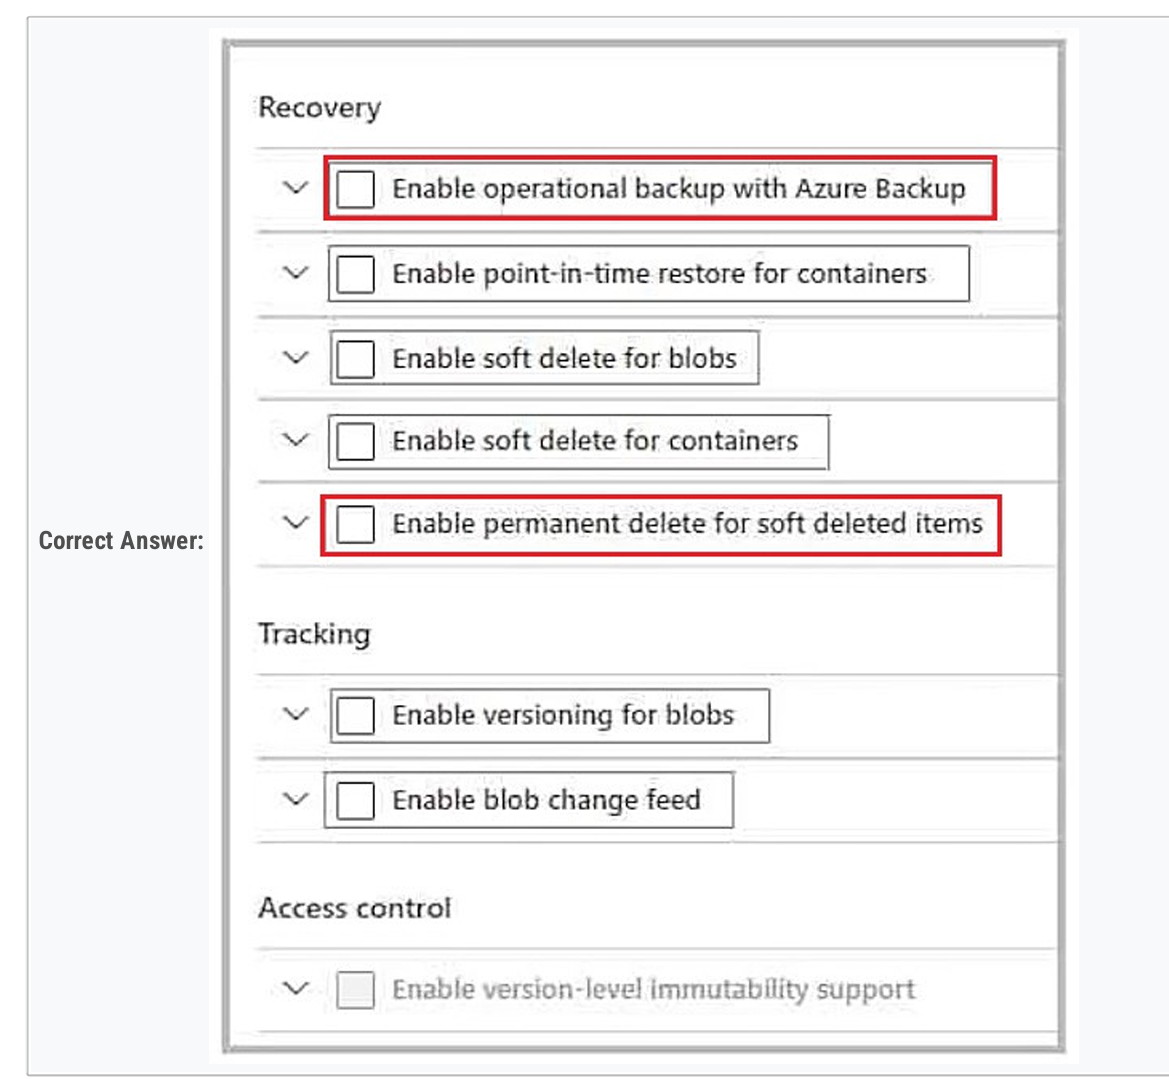 Recovery
Enable operational backup with Azure Backup
Enable point-in-time restore for containers
Enable soft delete for blobs
Enable soft delete for containers
Enable permanent delete for soft deleted items
Correct Answer:
Tracking
Enable versioning for blobs
Enable blob change feed
Access control
Enable version-level immutability support